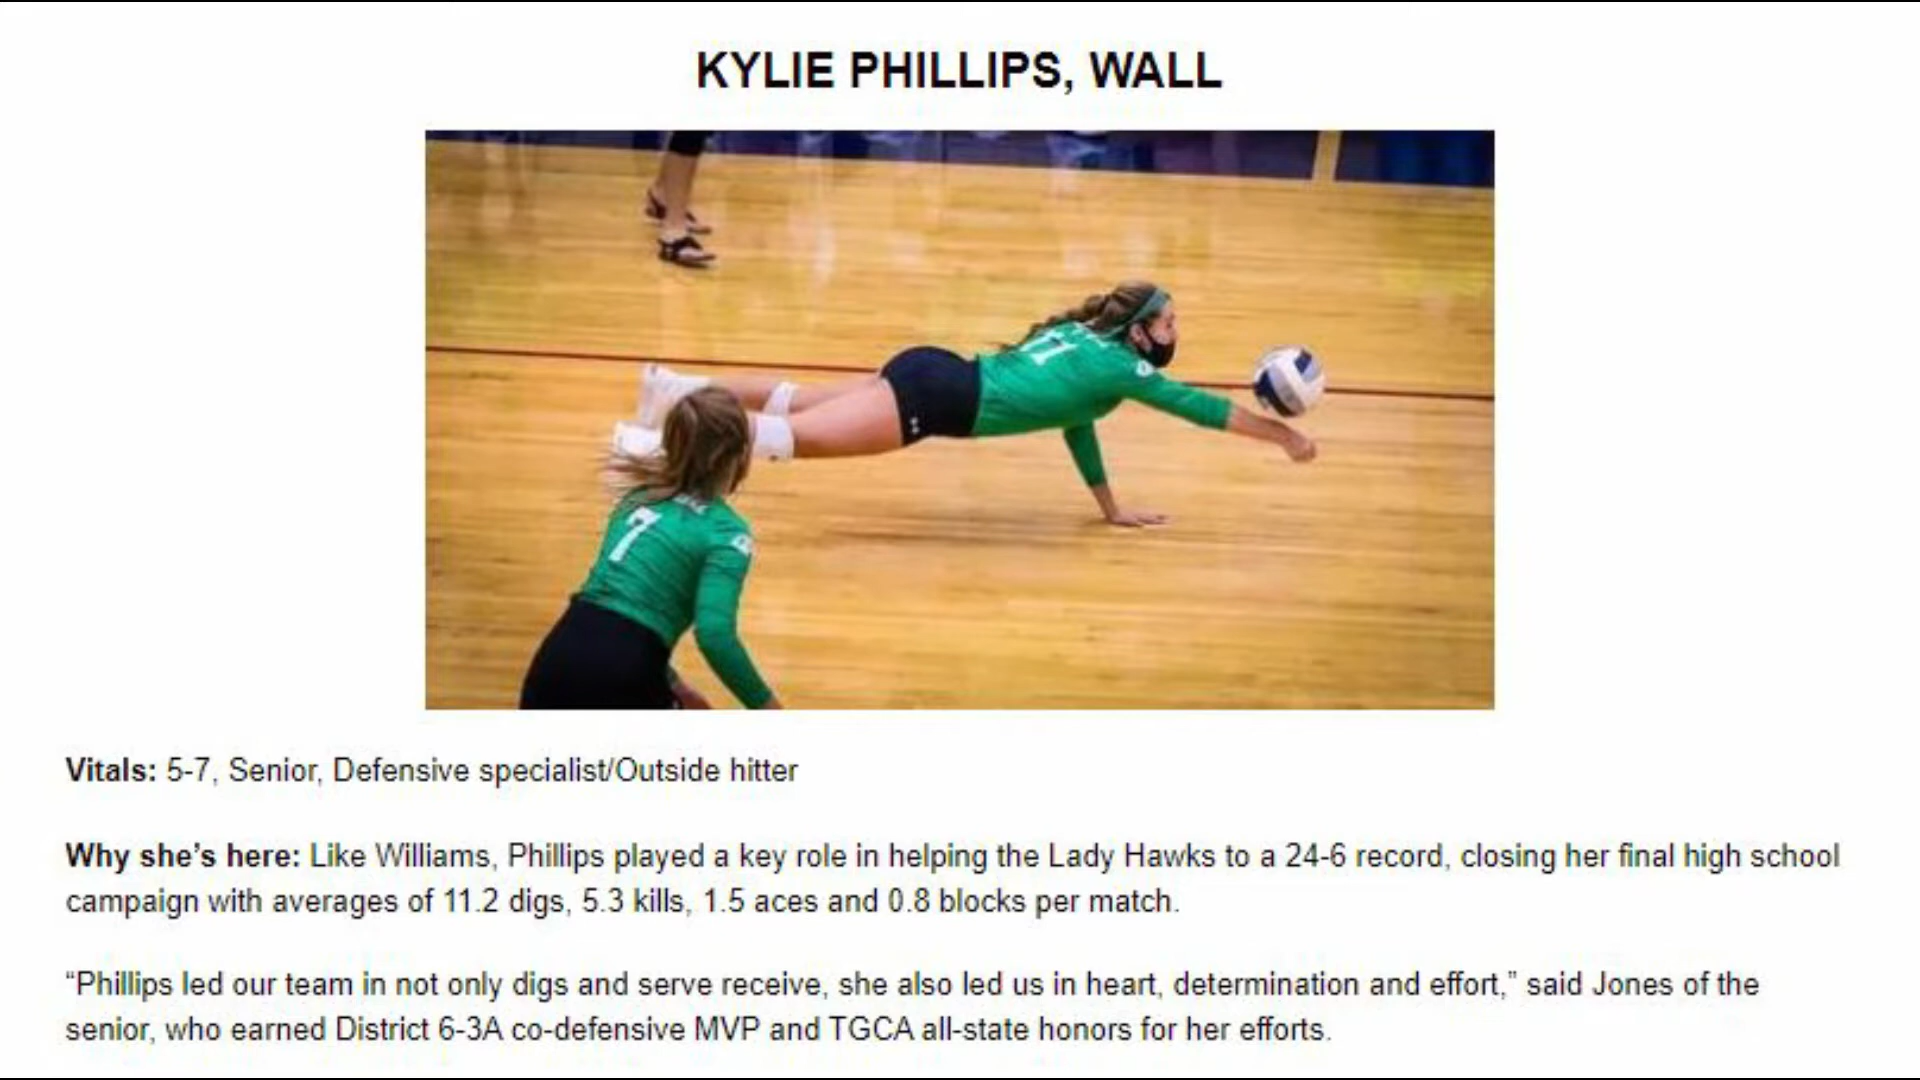 KYLIE PHILLIPS, WALL
11
7
Vitals: 5-7, Senior, Defensive specialist/Outside hitter
Why she’s here: Like Williams, Phillips played a key role in helping the Lady Hawks to a 24-6 record, closing her final high school
campaign with averages of 11.2 digs, 5.3 kills, 1.5 aces and 0.8 blocks per match.
“Phillips led our team in not only digs and serve receive, she also led us in heart, determination and effort,” said Jones of the
senior, who earned District 6-3A co-defensive MVP and TGCA all-state honors for her efforts.